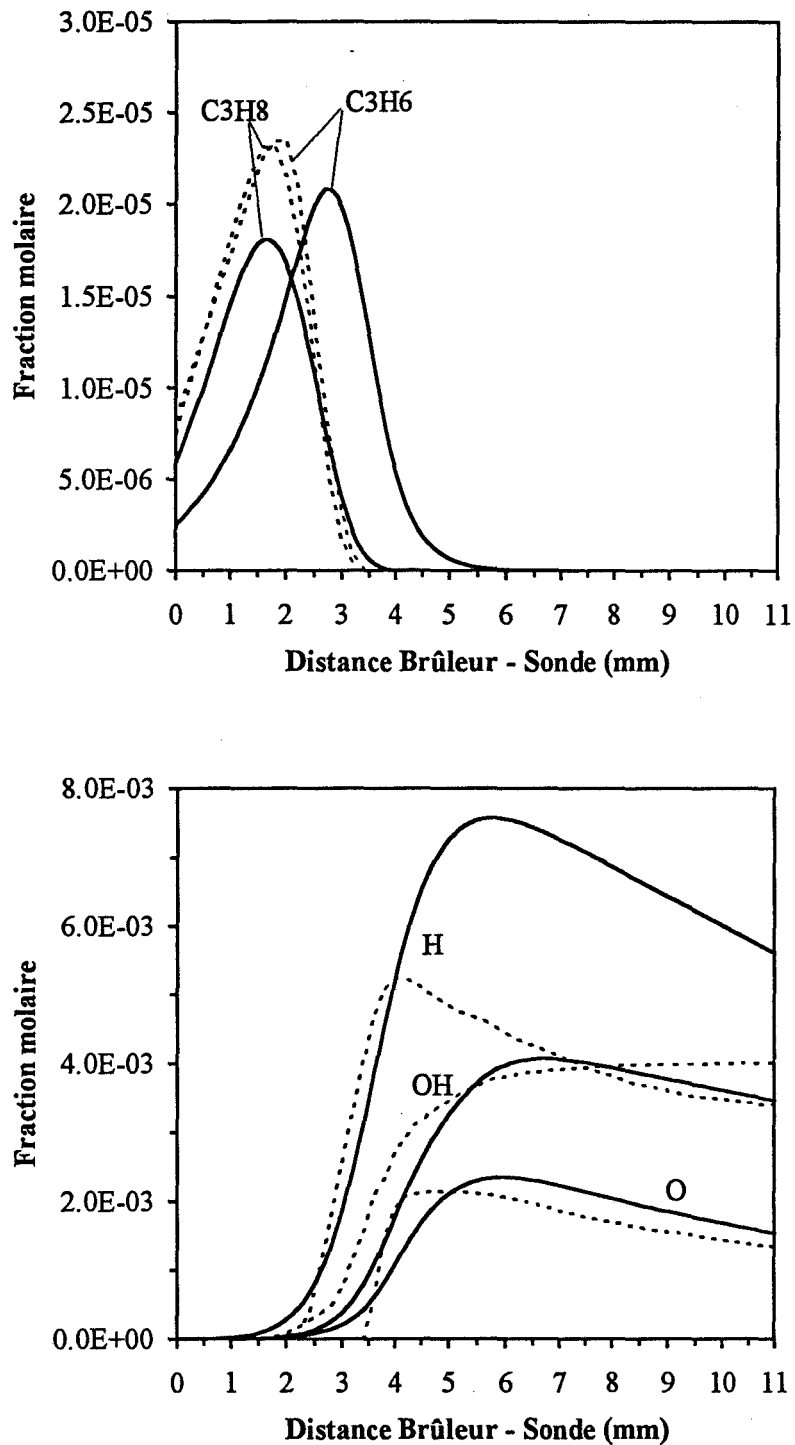 3.0E-05
2.5E-05
2.0E-05
1.5E-05
1.0E-05
5.0E-06
0.0E+00
Fraction molaire
C3H8
C3H6
0 1 2 3 4 5 6 7 8 9 10 11
Distance Brûleur - Sonde (mm)
8.0E-03
6.0E-03
4.0E-03
2.0E-03
0.0E+00
Fraction molaire
H
OH
O
0 1 2 3 4 5 6 7 8 9 10 11
Distance Brûleur - Sonde (mm)